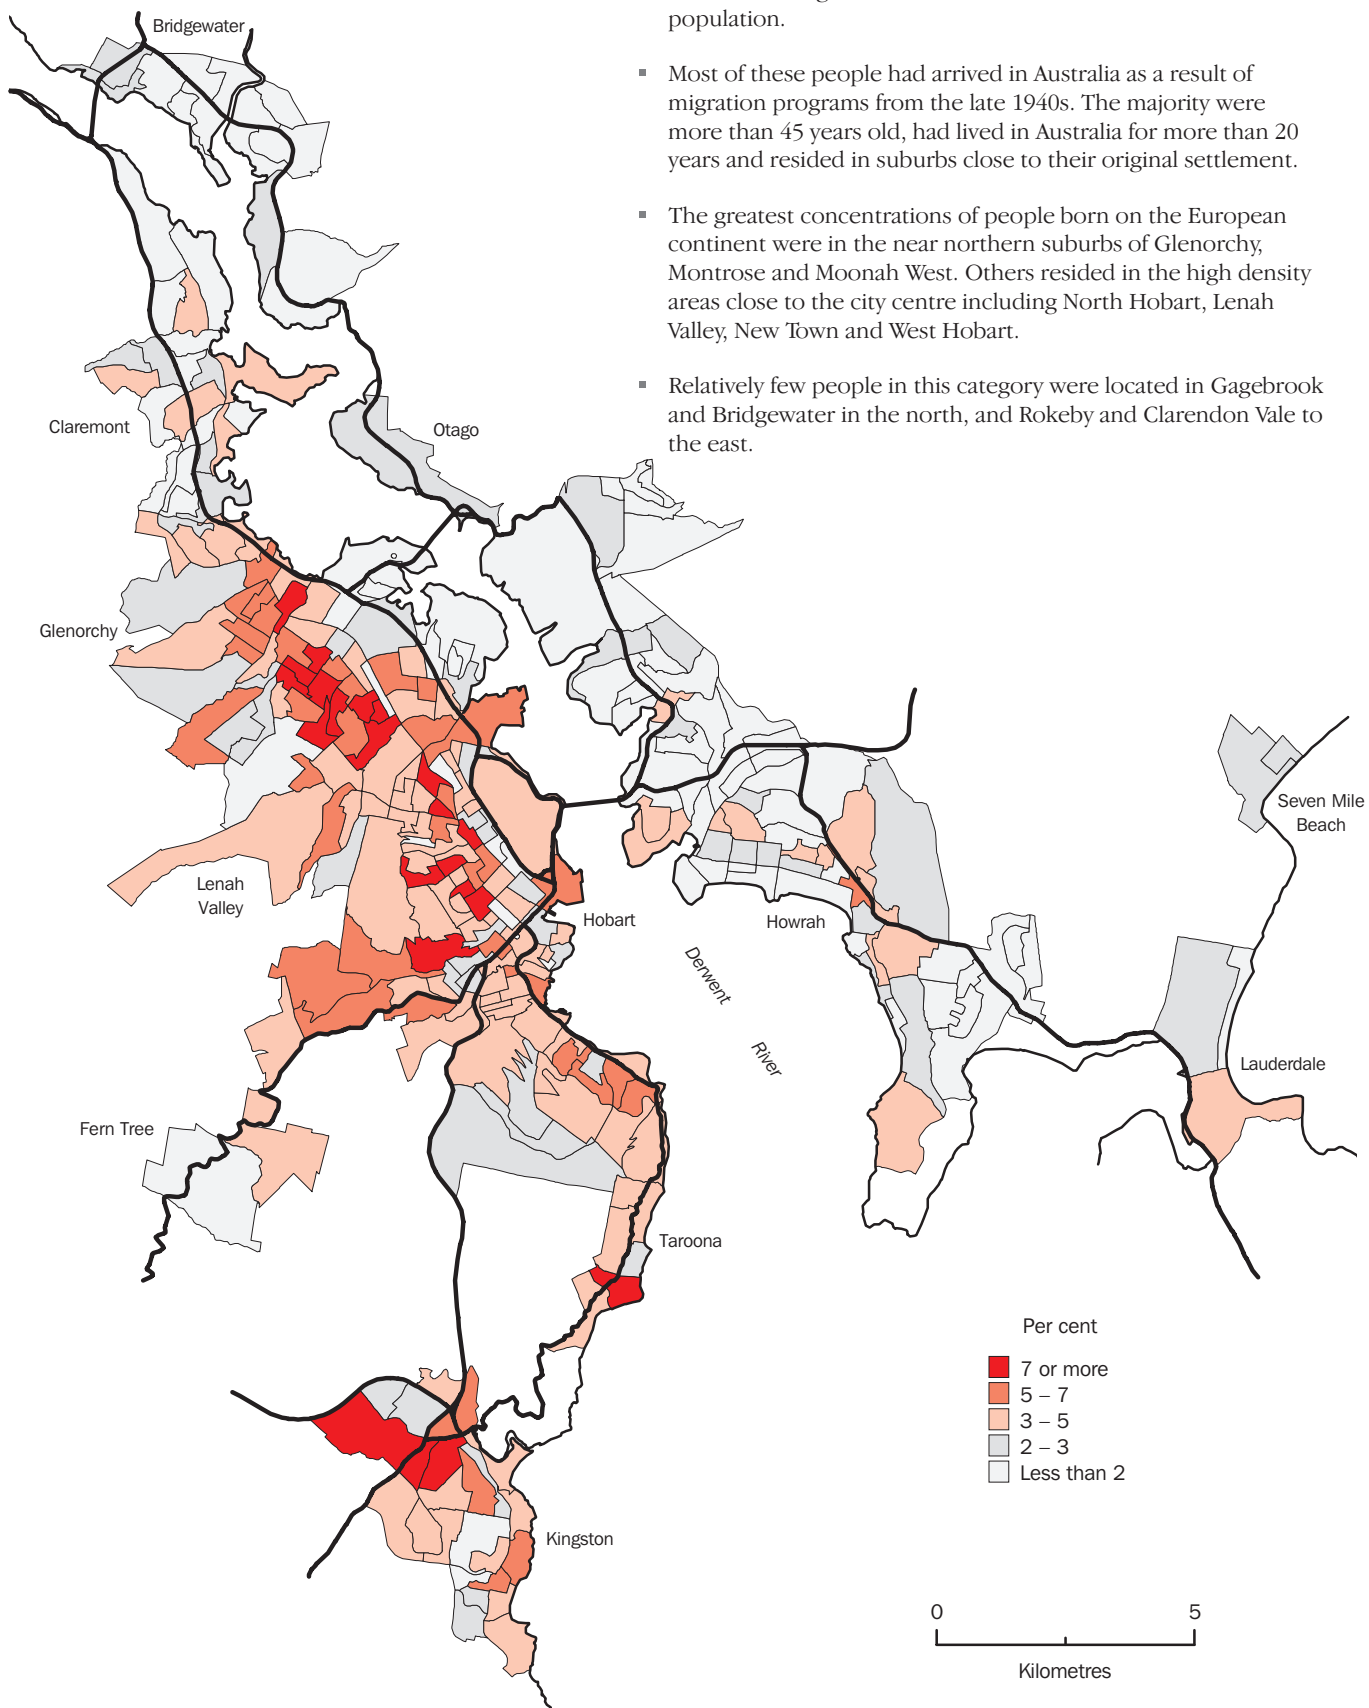 population.
▪ Most of these people had arrived in Australia as a result of
migration programs from the late 1940s. The majority were
more than 45 years old, had lived in Australia for more than 20
years and resided in suburbs close to their original settlement.
▪ The greatest concentrations of people born on the European
continent were in the near northern suburbs of Glenorchy,
Montrose and Moonah West. Others resided in the high density
areas close to the city centre including North Hobart, Lenah
Valley, New Town and West Hobart.
▪ Relatively few people in this category were located in Gagebrook
and Bridgewater in the north, and Rokeby and Clarendon Vale to
the east.
Bridgewater
Claremont
Otago
Glenorchy
Seven Mile
Beach
Lenah
Valley
Hobart
Howrah
Derwent
River
Lauderdale
Fern Tree
Taroona
Kingston
Per cent
7 or more
5 – 7
3 – 5
2 – 3
Less than 2
0 5
Kilometres